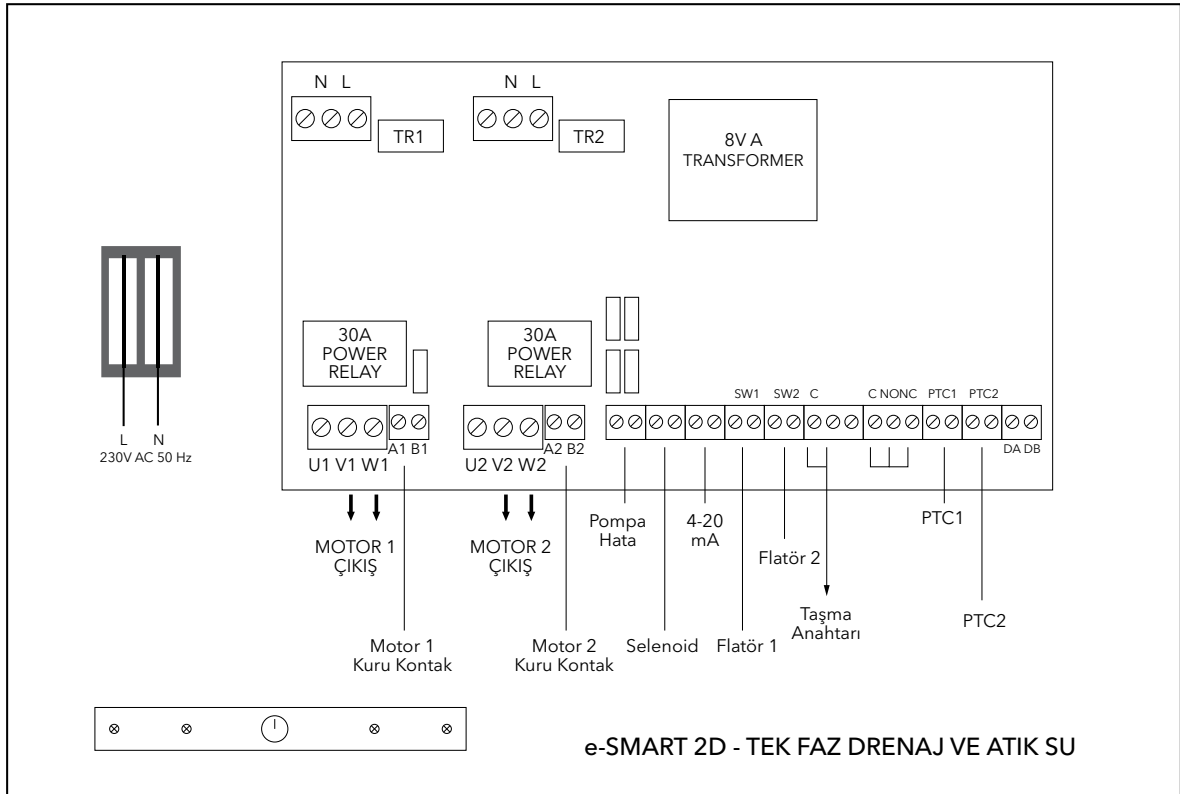 N L
N L
TR1
TR2
8V A
TRANSFORMER
30A
POWER
RELAY
30A
POWER
RELAY
SW1 SW2 C C NONC PTC1 PTC2
A1 B1
A2 B2
DA DB
U1 V1 W1
U2 V2 W2
L N
230V AC 50 Hz
MOTOR 1
ÇIKIŞ
MOTOR 2
ÇIKIŞ
Pompa
Hata
4-20
mA
PTC1
Flatör 2
Taşma
Anahtarı
PTC2
Motor 1
Kuru Kontak
Motor 2
Kuru Kontak
Selenoid
Flatör 1
e-SMART 2D - TEK FAZ DRENAJ VE ATIK SU